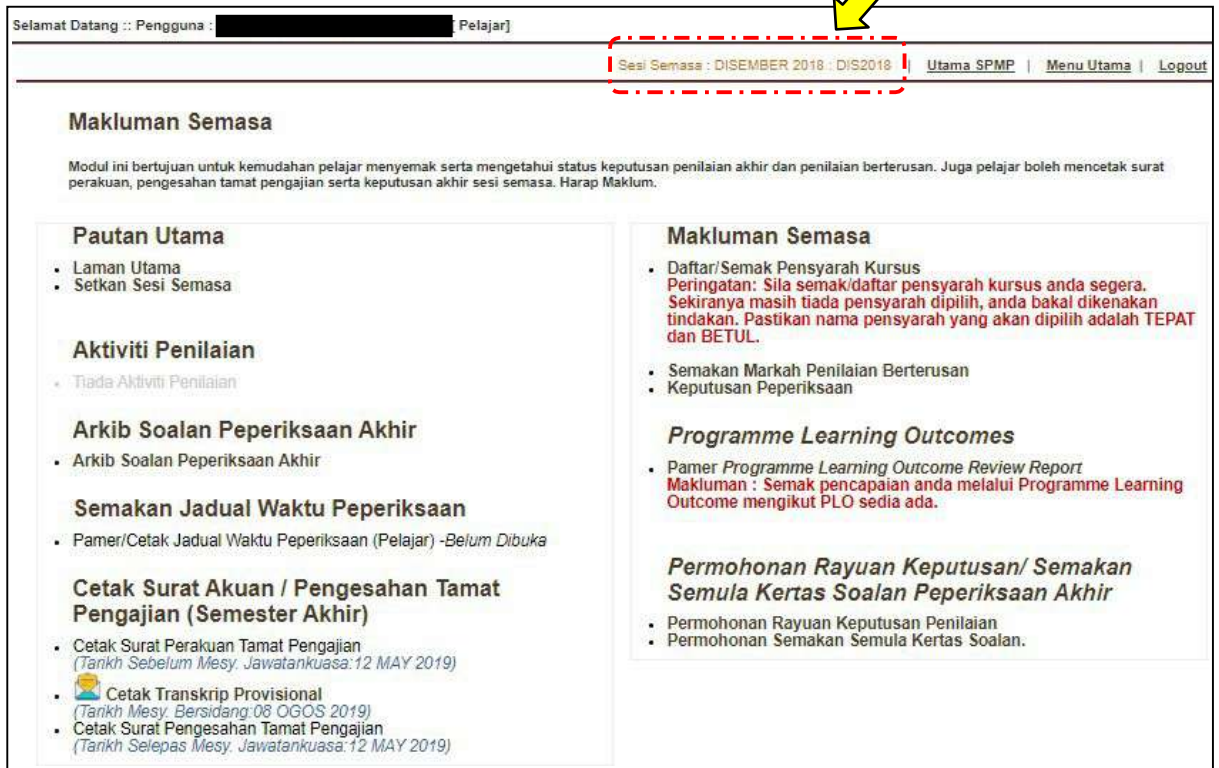 Selamat Datang :: Pengguna : [ Pelajar]
Sesi Semasa : DISEMBER 2018 : DIS2018 | Utama SPMP | Menu Utama | Logout
Makluman Semasa
Modul ini bertujuan untuk kemudahan pelajar menyemak serta mengetahui status keputusan penilaian akhir dan penilaian berterusan. Juga pelajar boleh mencetak surat
perakuan, pengesahan tamat pengajian serta keputusan akhir sesi semasa. Harap Maklum.
Pautan Utama
• Laman Utama
• Setkan Sesi Semasa
Aktiviti Penilaian
• Tiada Aktiviti Penilaian
Arkib Soalan Peperiksaan Akhir
• Arkib Soalan Peperiksaan Akhir
Semakan Jadual Waktu Peperiksaan
• Pamer/Cetak Jadual Waktu Peperiksaan (Pelajar) -Belum Dibuka
Cetak Surat Akuan / Pengesahan Tamat
Pengajian (Semester Akhir)
• Cetak Surat Perakuan Tamat Pengajian
(Tarikh Sebelum Mesy. Jawatankuasa:12 MAY 2019)
• Cetak Transkrip Provisional
(Tarikh Mesy. Bersidang:08 OGOS 2019)
• Cetak Surat Pengesahan Tamat Pengajian
(Tarikh Selepas Mesy. Jawatankuasa:12 MAY 2019)
Makluman Semasa
• Daftar/Semak Pensyarah Kursus
Peringatan: Sila semak/daftar pensyarah kursus anda segera.
Sekiranya masih tiada pensyarah dipilih, anda bakal dikenakan
tindakan. Pastikan nama pensyarah yang akan dipilih adalah TEPAT
dan BETUL.
• Semakan Markah Penilaian Berterusan
• Keputusan Peperiksaan
Programme Learning Outcomes
• Pamer Programme Learning Outcome Review Report
Makluman : Semak pencapaian anda melalui Programme Learning
Outcome mengikut PLO sedia ada.
Permohonan Rayuan Keputusan/ Semakan
Semula Kertas Soalan Peperiksaan Akhir
• Permohonan Rayuan Keputusan Penilaian
• Permohonan Semakan Semula Kertas Soalan.